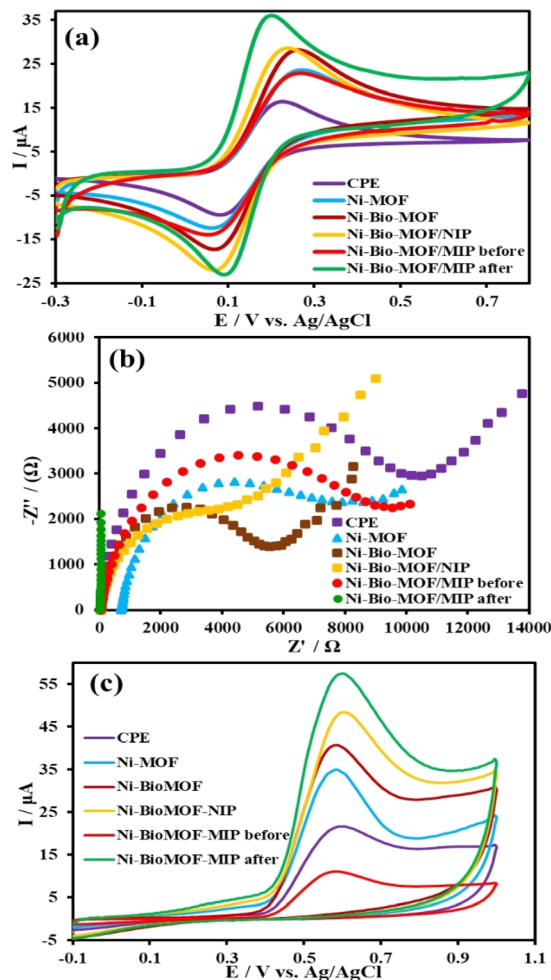 (a)
35
25
15
5
-5
-15
-25
I / µA
CPE
Ni-MOF
Ni-Bio-MOF
Ni-Bio-MOF/NIP
Ni-Bio-MOF/MIP before
Ni-Bio-MOF/MIP after
-0.3 -0.1 0.1 0.3 0.5 0.7
E / V vs. Ag/AgCl
(b)
6000
5000
4000
3000
2000
1000
0
-Z'' / (Ω)
CPE
Ni-MOF
Ni-Bio-MOF
Ni-Bio-MOF/NIP
Ni-Bio-MOF/MIP before
Ni-Bio-MOF/MIP after
0 2000 4000 6000 8000 10000 12000 14000
Z' / Ω
(c)
55
45
35
25
15
5
-5
I / µA
CPE
Ni-MOF
Ni-BioMOF
Ni-BioMOF-NIP
Ni-BioMOF-MIP before
Ni-BioMOF-MIP after
-0.1 0.1 0.3 0.5 0.7 0.9 1.1
E / V vs. Ag/AgCl